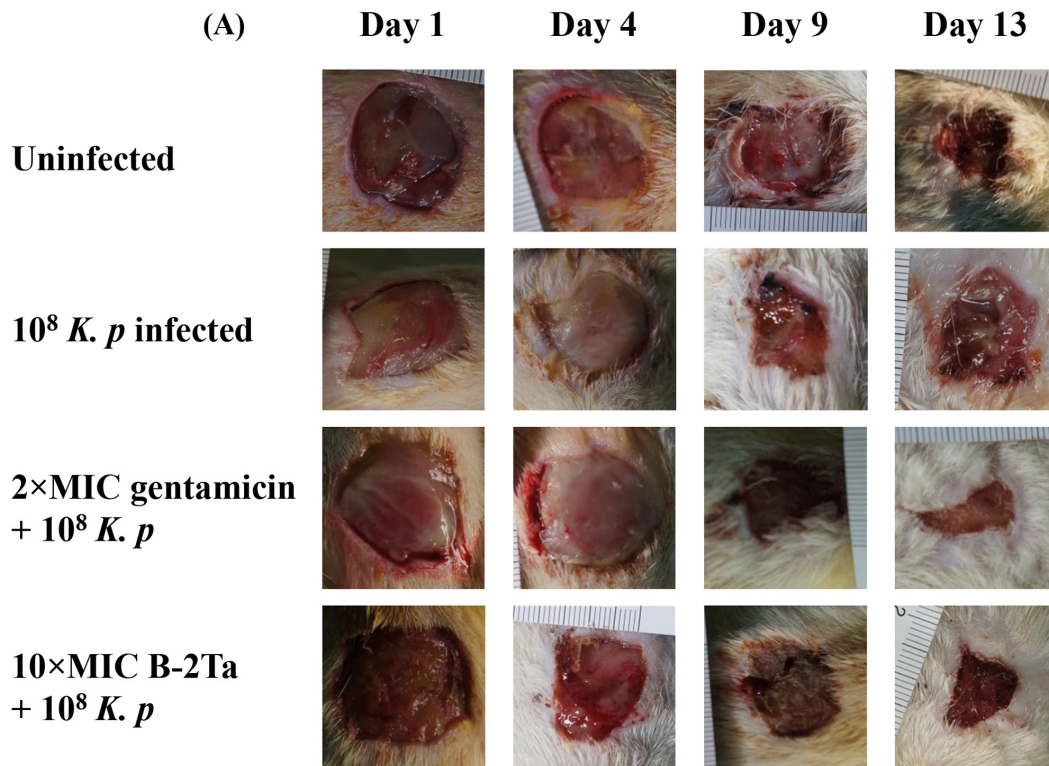 (A) Day 1 Day 4 Day 9 Day 13
Uninfected
10⁸ K. p infected
2×MIC gentamicin
+ 10⁸ K. p
10×MIC B-2Ta
+ 10⁸ K. p
2